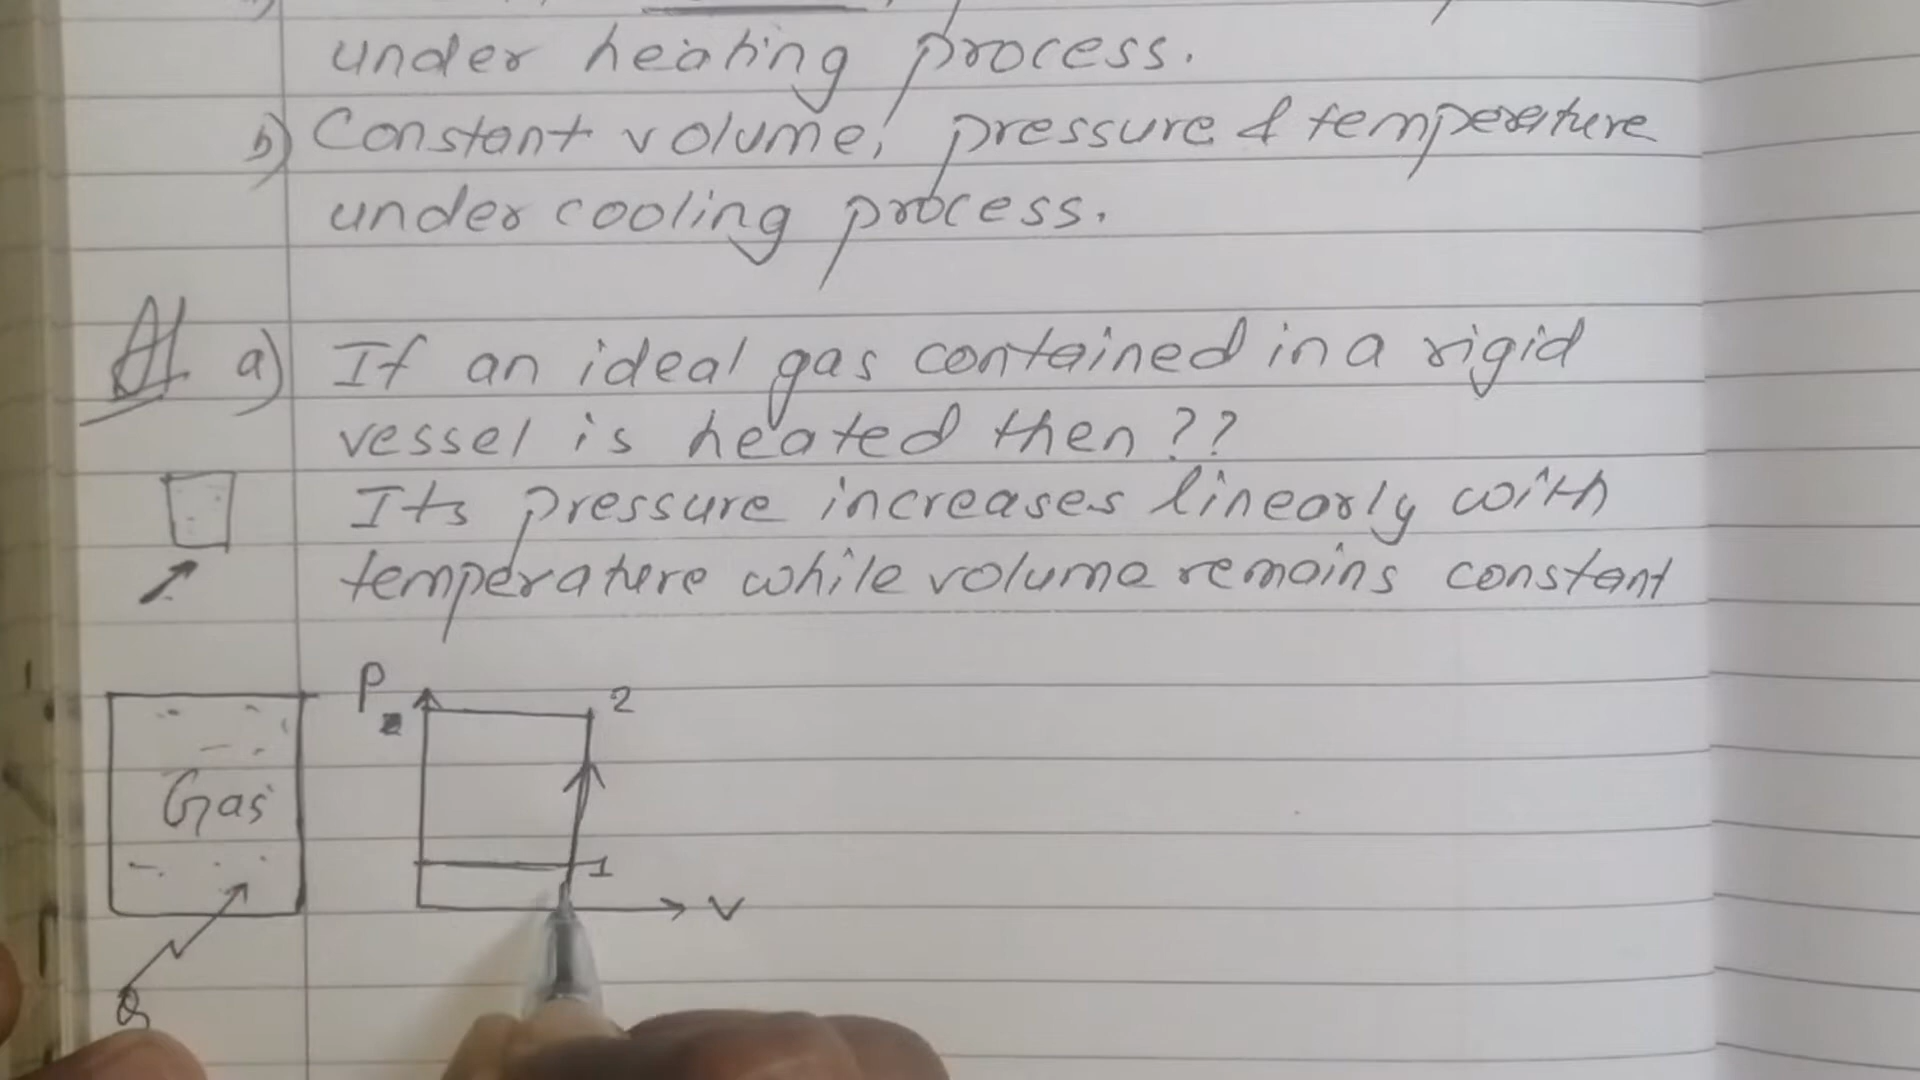 under heating process.
b) Constant volume, pressure & temperature
under cooling process.
A a) If an ideal gas contained in a rigid
vessel is heated then ??
Its pressure increases linearly with
temperature while volume remains constant
P
2
Gas
1
V
Q